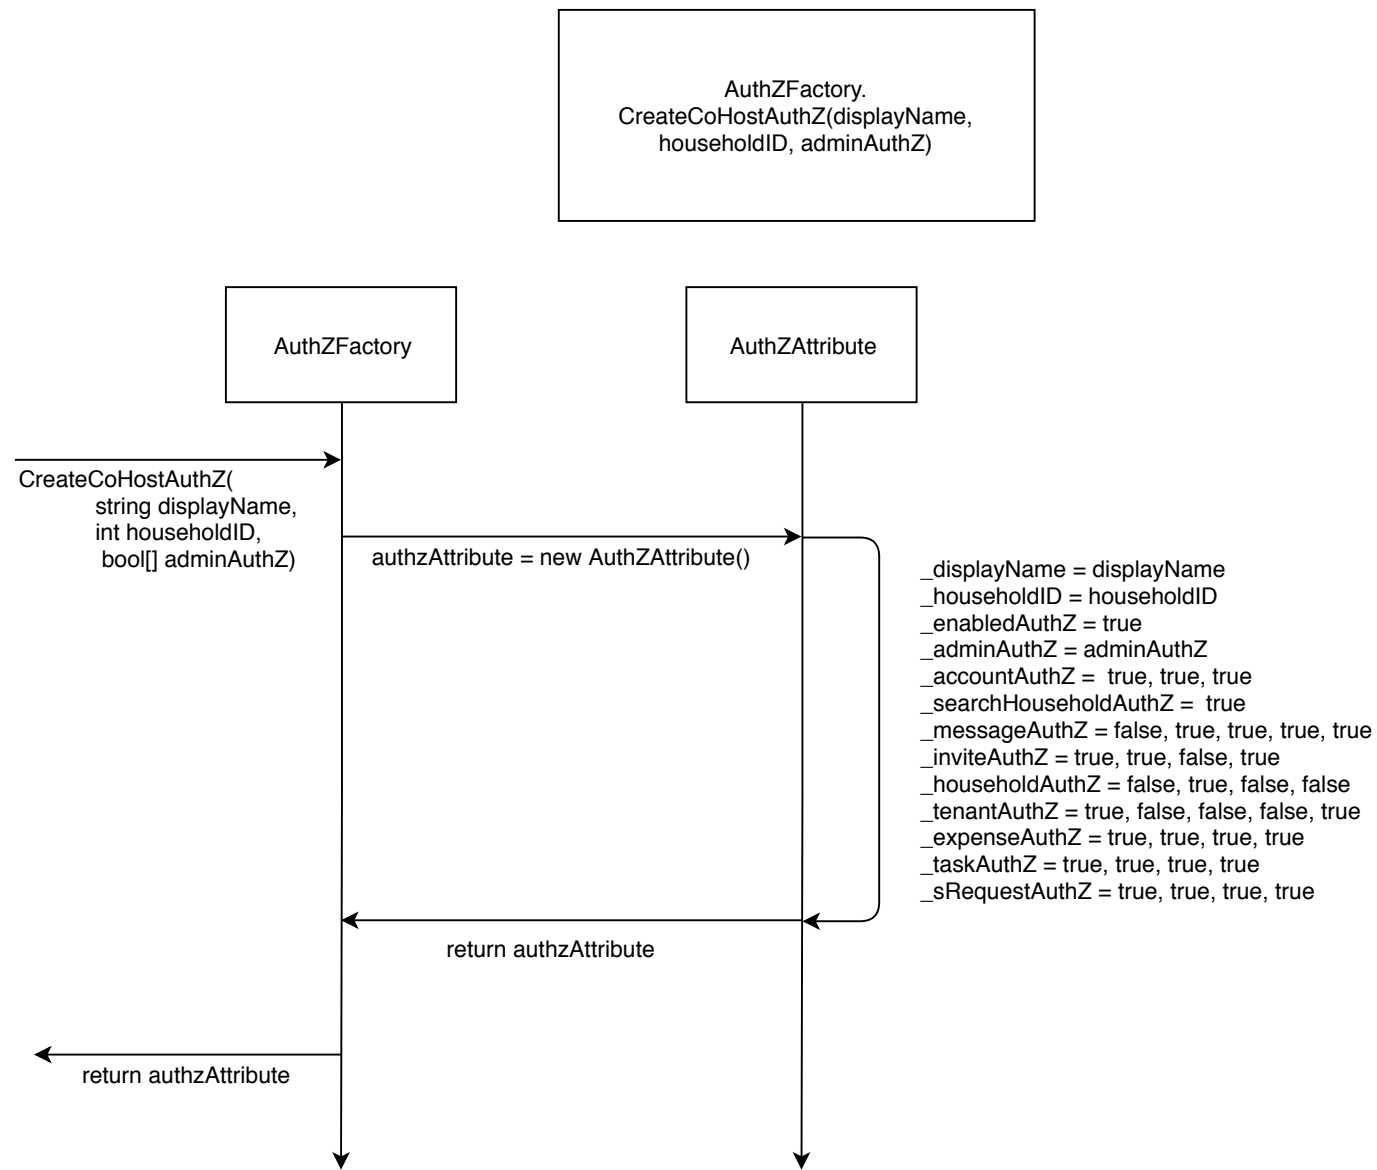 AuthZFactory.
CreateCoHostAuthZ(displayName,
householdID, adminAuthZ)
AuthZFactory
AuthZAttribute
CreateCoHostAuthZ(
string displayName,
int householdID,
bool[] adminAuthZ)
authzAttribute = new AuthZAttribute()
_displayName = displayName
_householdID = householdID
_enabledAuthZ = true
_adminAuthZ = adminAuthZ
_accountAuthZ =  true, true, true
_searchHouseholdAuthZ =  true
_messageAuthZ = false, true, true, true, true
_inviteAuthZ = true, true, false, true
_householdAuthZ = false, true, false, false
_tenantAuthZ = true, false, false, false, true
_expenseAuthZ = true, true, true, true
_taskAuthZ = true, true, true, true
_sRequestAuthZ = true, true, true, true
return authzAttribute
return authzAttribute